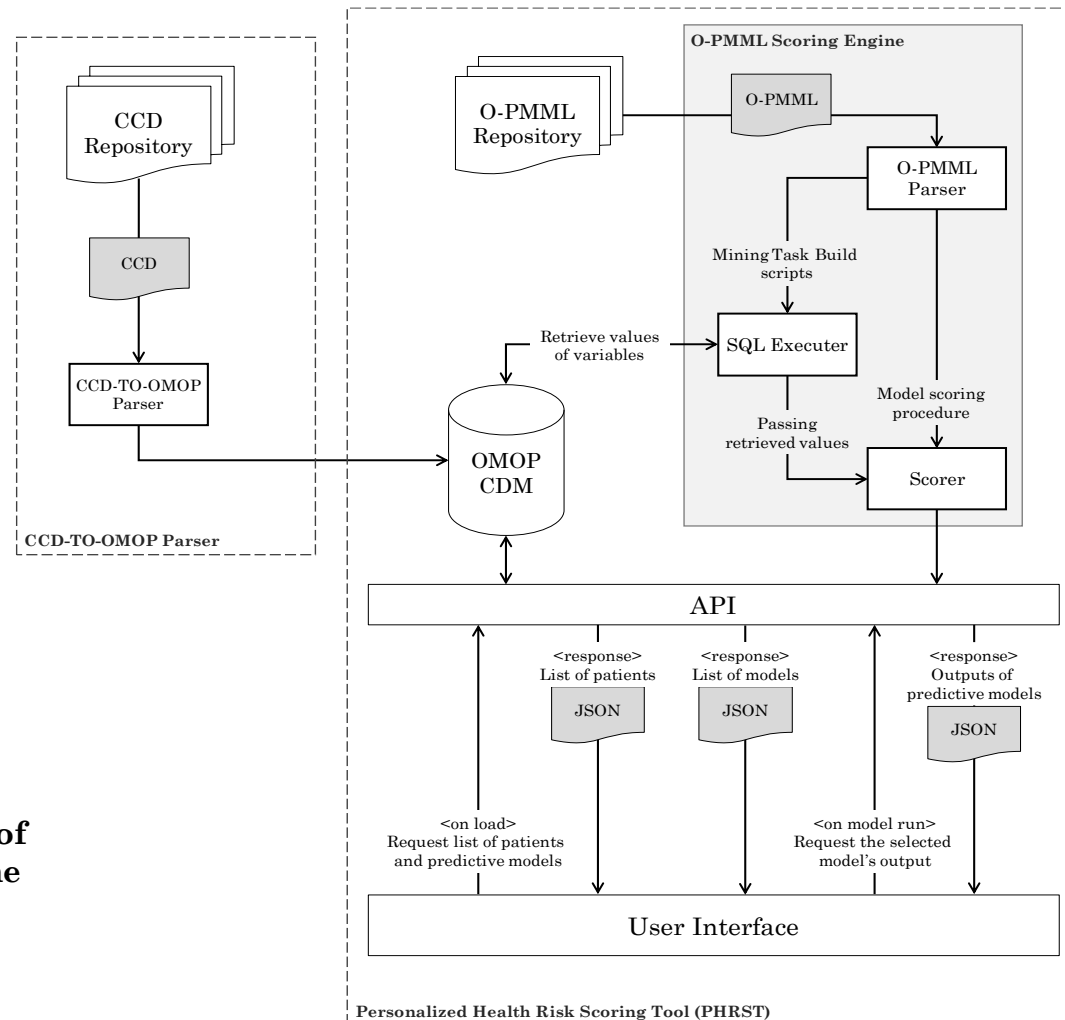 O-PMML Scoring Engine
CCD
Repository
O-PMML
Repository
O-PMML
O-PMML
Parser
CCD
Mining Task Build
scripts
Retrieve values
of variables
SQL Executer
CCD-TO-OMOP
Parser
Model scoring
procedure
Passing
retrieved values
OMOP
CDM
Scorer
CCD-TO-OMOP Parser
API
<response>
List of patients
JSON
<response>
List of models
JSON
<response>
Outputs of
predictive models
JSON
<on load>
Request list of patients
and predictive models
<on model run>
Request the selected
model's output
of
User Interface
Personalized Health Risk Scoring Tool (PHRST)